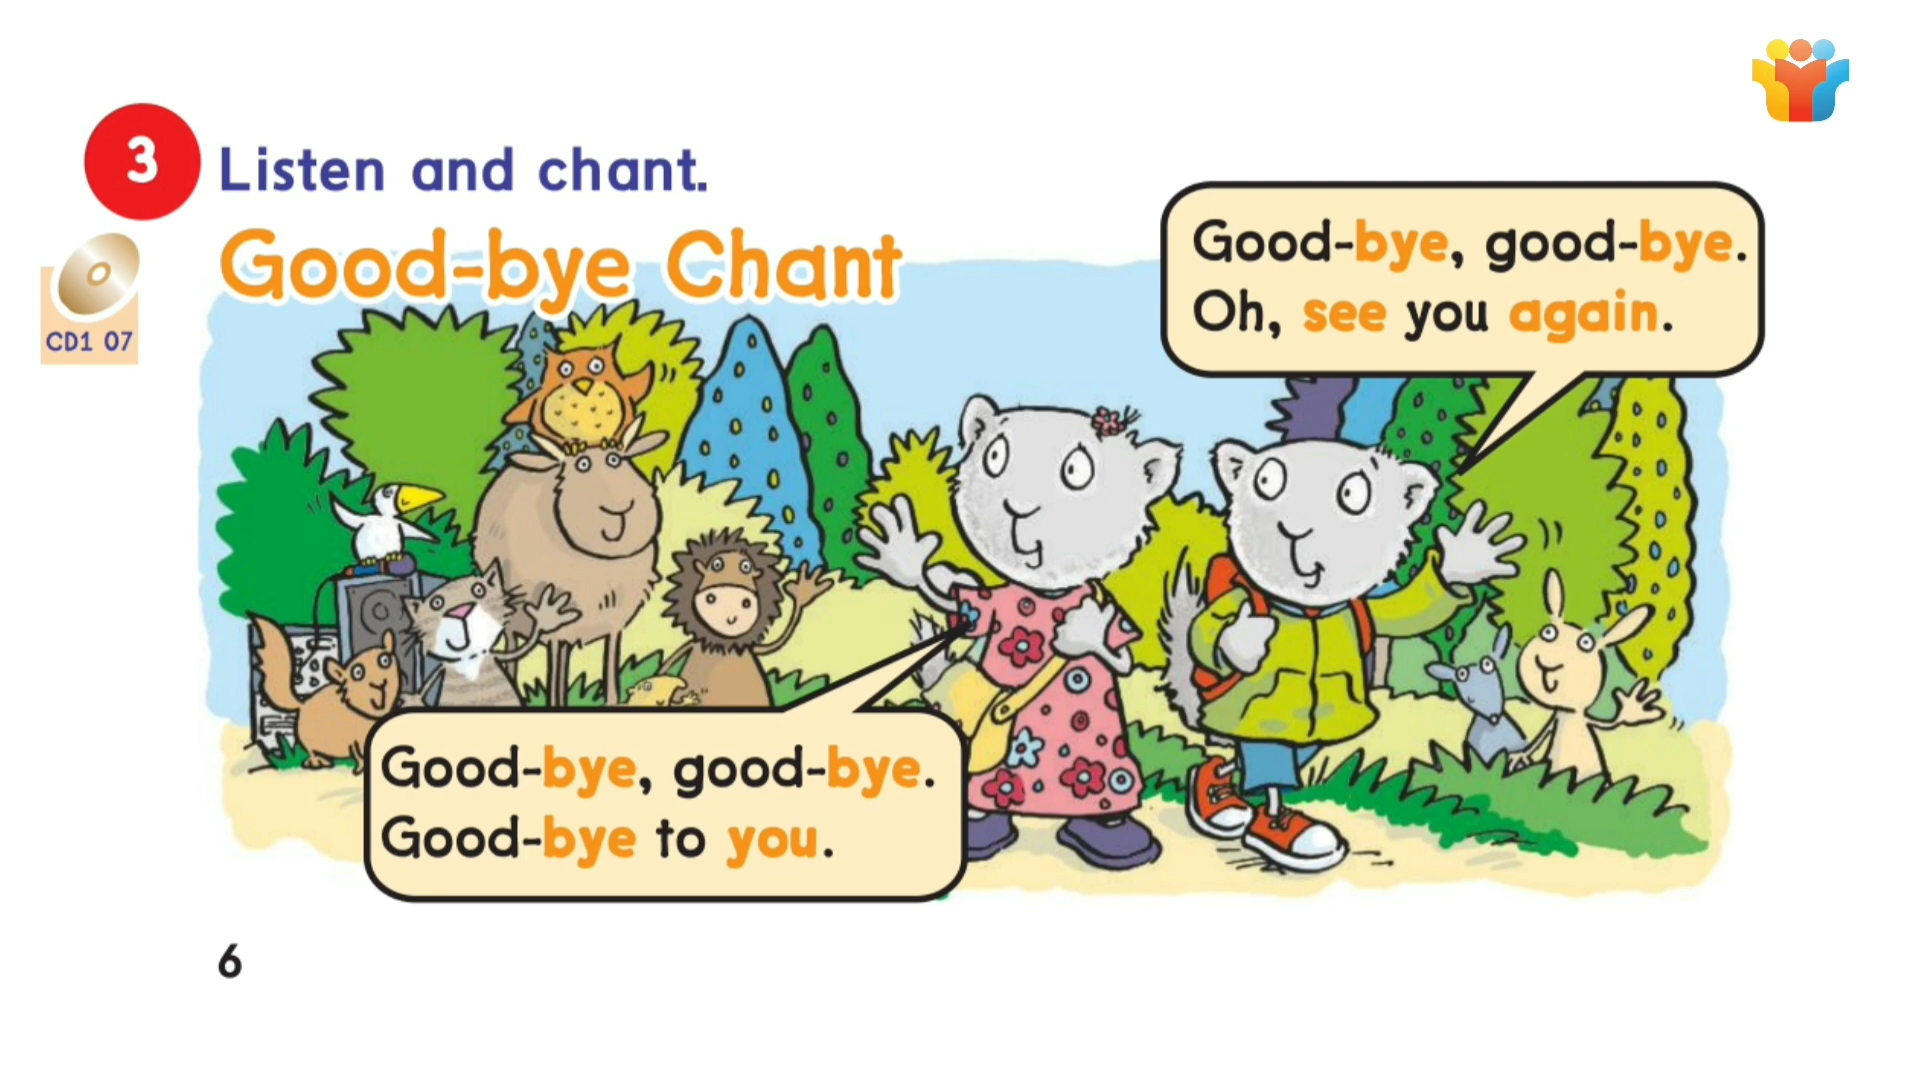 3 Listen and chant.
Good-bye Chant
CD1 07
Good-bye, good-bye.
Oh, see you again.
Good-bye, good-bye.
Good-bye to you.
6